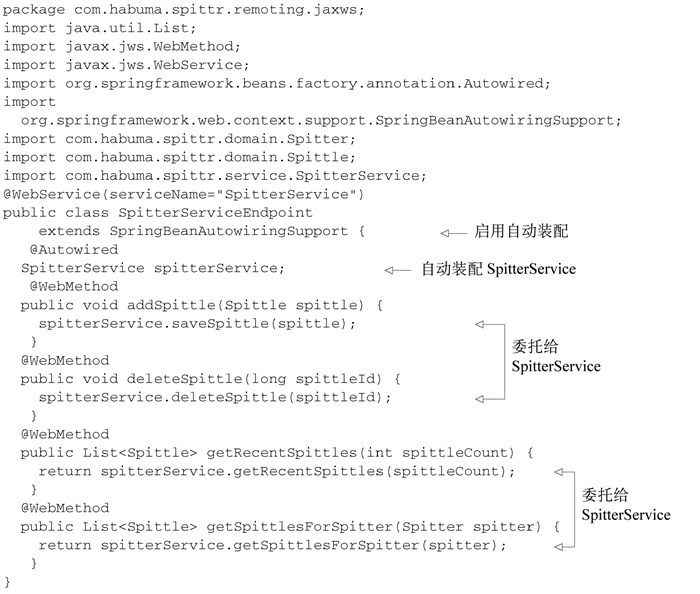 package com.habuma.spittr.remoting.jaxws;
import java.util.List;
import javax.jws.WebMethod;
import javax.jws.WebService;
import org.springframework.beans.factory.annotation.Autowired;
import
  org.springframework.web.context.support.SpringBeanAutowiringSupport;
import com.habuma.spittr.domain.Spitter;
import com.habuma.spittr.domain.Spittle;
import com.habuma.spittr.service.SpitterService;
@WebService(serviceName="SpitterService")
public class SpitterServiceEndpoint
    extends SpringBeanAutowiringSupport { 启用自动装配
   @Autowired
  SpitterService spitterService; 自动装配 SpitterService
   @WebMethod
  public void addSpittle(Spittle spittle) {
    spitterService.saveSpittle(spittle);
   }
委托给
SpitterService
  @WebMethod
  public void deleteSpittle(long spittleId) {
    spitterService.deleteSpittle(spittleId);
   }
  @WebMethod
  public List<Spittle> getRecentSpittles(int spittleCount) {
    return spitterService.getRecentSpittles(spittleCount);
   }
委托给
SpitterService
  @WebMethod
  public List<Spittle> getSpittlesForSpitter(Spitter spitter) {
    return spitterService.getSpittlesForSpitter(spitter);
   }
}